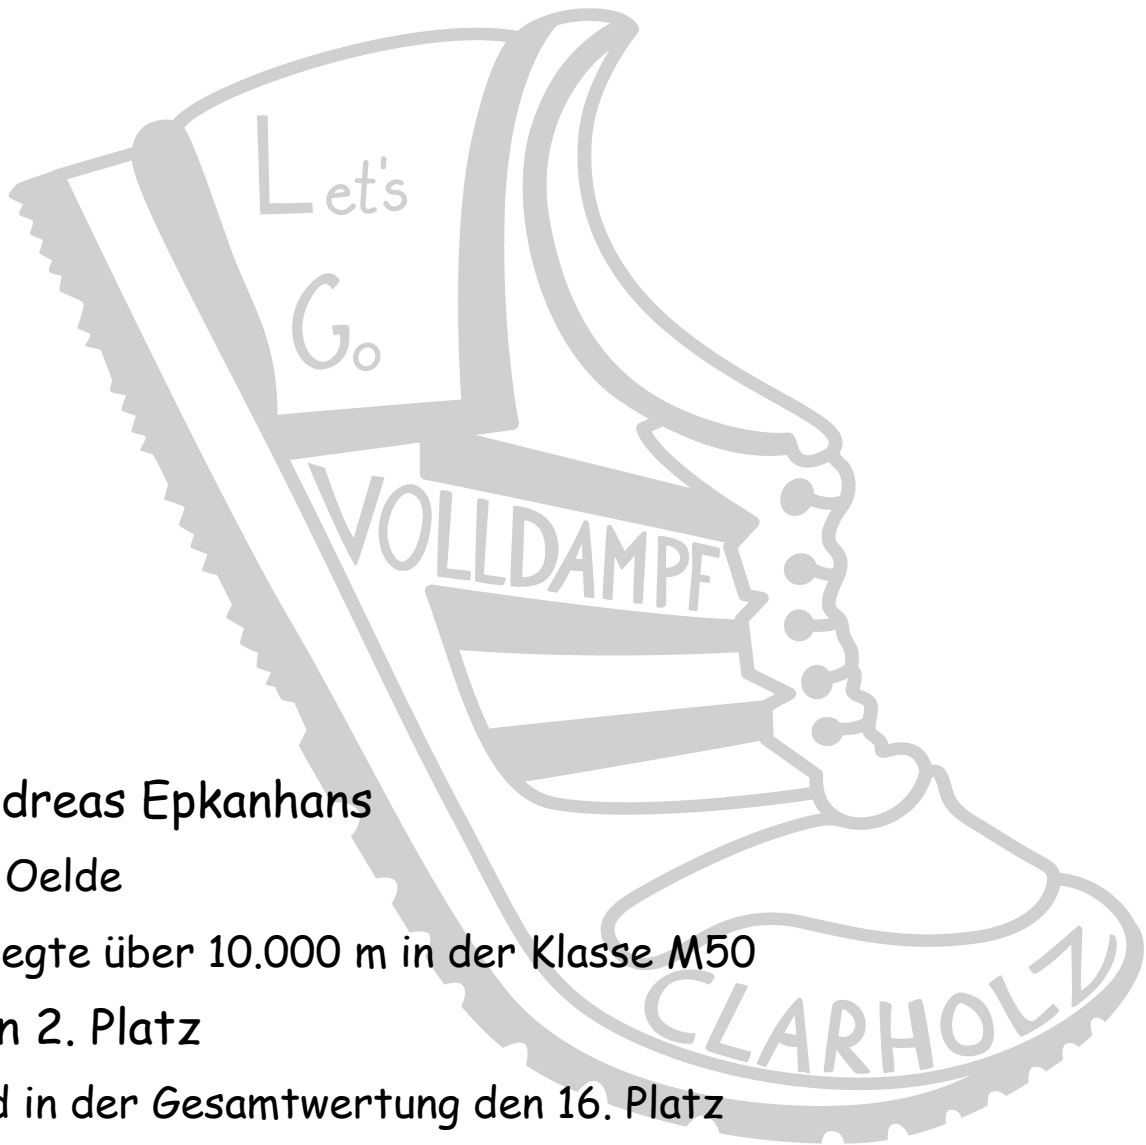 Let's
Go
VOLLDAMPF
dreas Epkanhans
Oelde
egte über 10.000 m in der Klasse M50
n 2. Platz
d in der Gesamtwertung den 16. Platz
CLARHOLZ